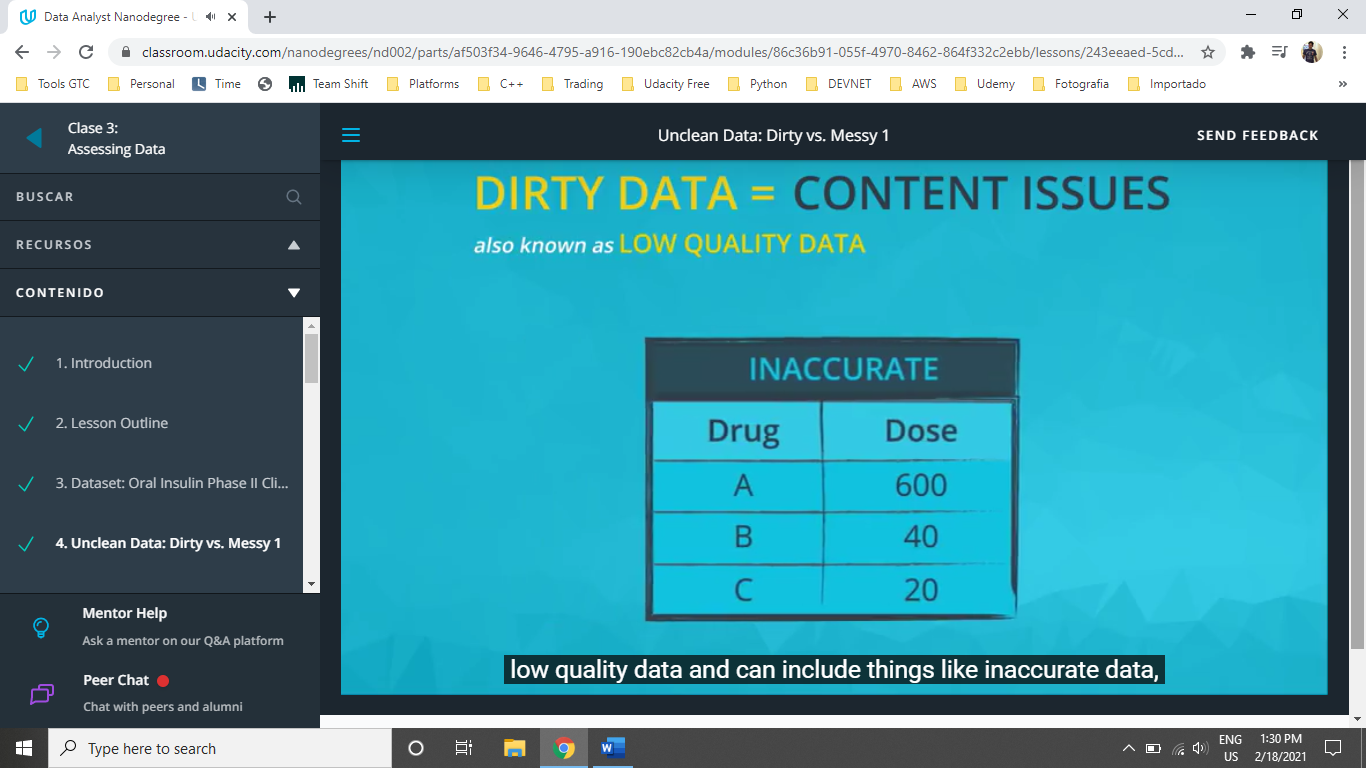 Data Analyst Nanodegree - U
classroom.udacity.com/nanodegrees/nd002/parts/af503f34-9646-4795-a916-190ebc82cb4a/modules/86c36b91-055f-4970-8462-864f332c2ebb/lessons/243eeaed-5cd...
Tools GTC Personal Time Team Shift Platforms C++ Trading Udacity Free Python DEVNET AWS Udemy Fotografia Importado »
Clase 3:
Assessing Data
Unclean Data: Dirty vs. Messy 1
SEND FEEDBACK
BUSCAR
RECURSOS
CONTENIDO
1. Introduction
2. Lesson Outline
3. Dataset: Oral Insulin Phase II Cli...
4. Unclean Data: Dirty vs. Messy 1
Mentor Help
Ask a mentor on our Q&A platform
Peer Chat
Chat with peers and alumni
DIRTY DATA = CONTENT ISSUES
also known as LOW QUALITY DATA
INACCURATE
Drug Dose
A 600
B 40
C 20
low quality data and can include things like inaccurate data,
Type here to search
W
ENG
US
1:30 PM
2/18/2021